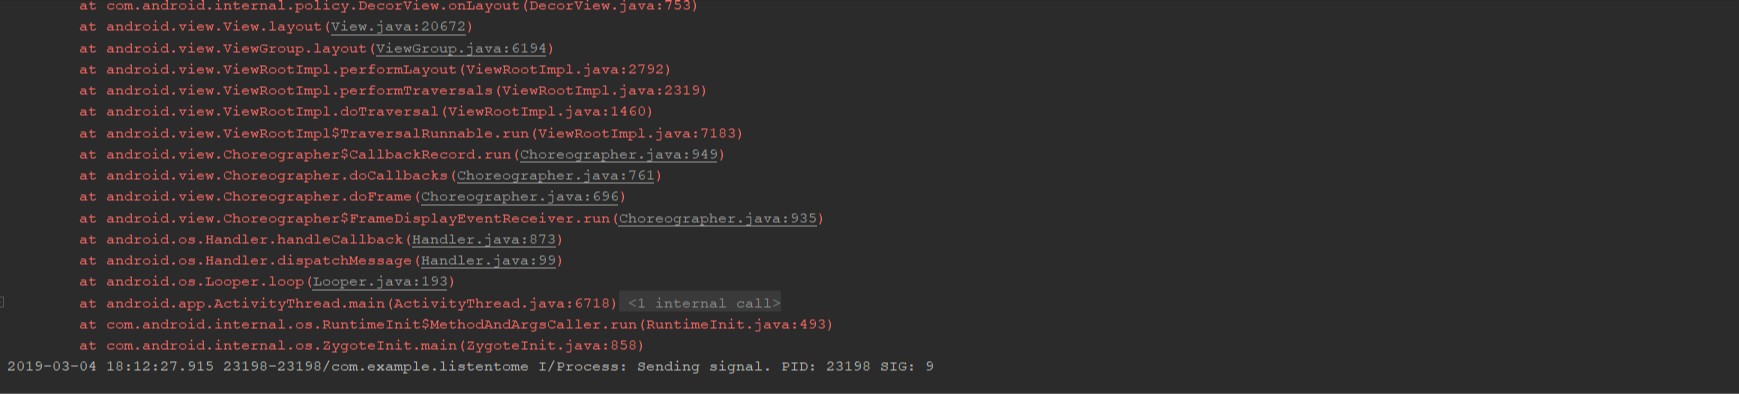 at com.android.internal.policy.DecorView.onLayout(DecorView.java:753)
at android.view.View.layout(View.java:20672)
at android.view.ViewGroup.layout(ViewGroup.java:6194)
at android.view.ViewRootImpl.performLayout(ViewRootImpl.java:2792)
at android.view.ViewRootImpl.performTraversals(ViewRootImpl.java:2319)
at android.view.ViewRootImpl.doTraversal(ViewRootImpl.java:1460)
at android.view.ViewRootImpl$TraversalRunnable.run(ViewRootImpl.java:7183)
at android.view.Choreographer$CallbackRecord.run(Choreographer.java:949)
at android.view.Choreographer.doCallbacks(Choreographer.java:761)
at android.view.Choreographer.doFrame(Choreographer.java:696)
at android.view.Choreographer$FrameDisplayEventReceiver.run(Choreographer.java:935)
at android.os.Handler.handleCallback(Handler.java:873)
at android.os.Handler.dispatchMessage(Handler.java:99)
at android.os.Looper.loop(Looper.java:193)
at android.app.ActivityThread.main(ActivityThread.java:6718) <1 internal call>
at com.android.internal.os.RuntimeInit$MethodAndArgsCaller.run(RuntimeInit.java:493)
at com.android.internal.os.ZygoteInit.main(ZygoteInit.java:858)
2019-03-04 18:12:27.915 23198-23198/com.example.listentome I/Process: Sending signal. PID: 23198 SIG: 9